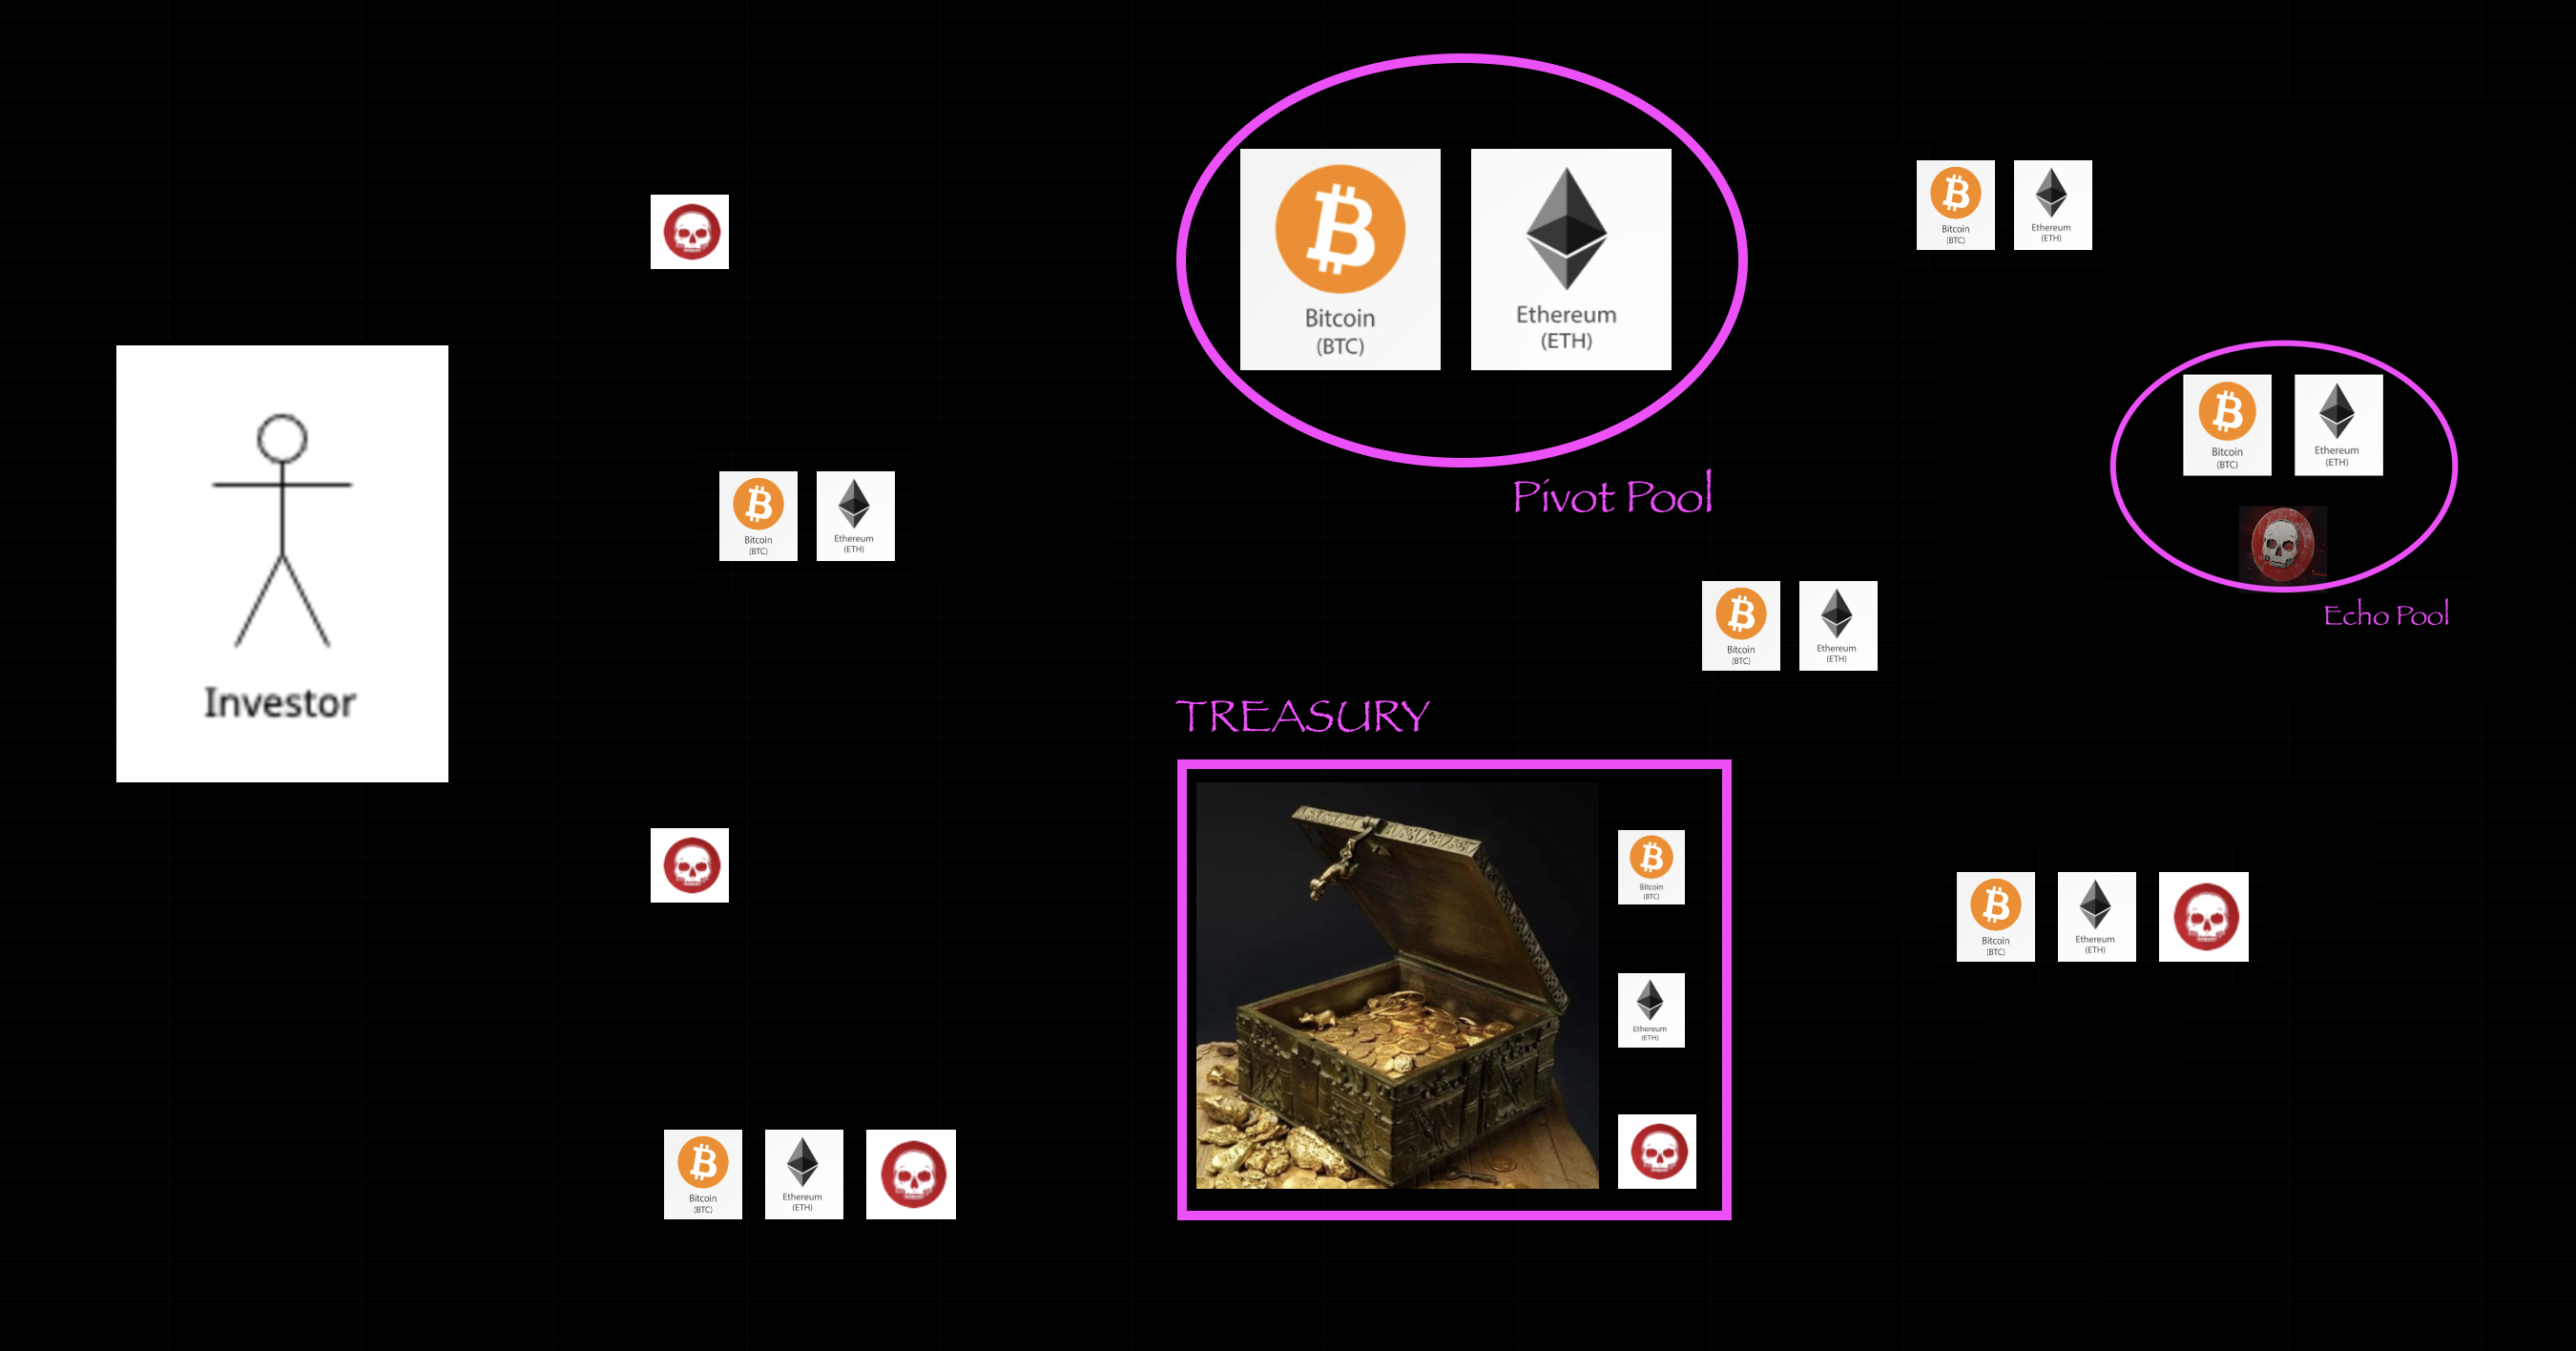 Bitcoin
(BTC)
Ethereum
(ETH)
Pivot Pool
Bitcoin
(BTC)
Ethereum
(ETH)
Bitcoin
(BTC)
Ethereum
(ETH)
Echo Pool
Investor
Bitcoin
(BTC)
Ethereum
(ETH)
Bitcoin
(BTC)
Ethereum
(ETH)
TREASURY
Bitcoin
(BTC)
Ethereum
(ETH)
Bitcoin
(BTC)
Ethereum
(ETH)
Bitcoin
(BTC)
Ethereum
(ETH)